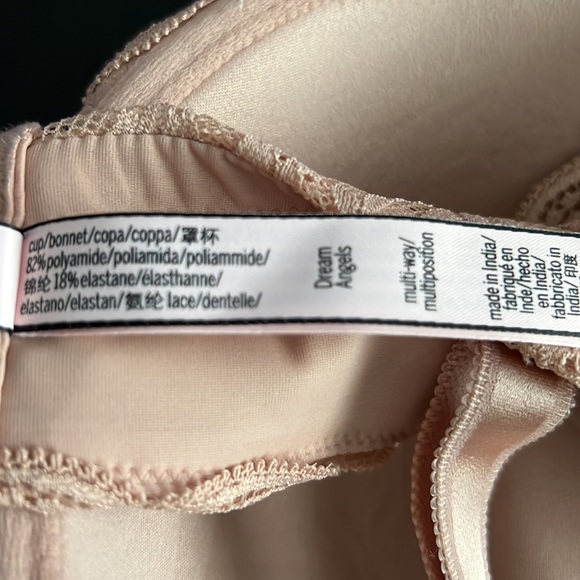 cup/bonnet/copa/coppa/罩杯
82%polyamide/poliamida/poliammide/
锦纶 18% elastane/élasthanne/
elastano/elastan/氨纶 lace/dentelle/
Dream
Angels
multi-way/
multiposition
made in India/
fabriqué en
Inde/hecho
en India/
fabbricato in
India/印度